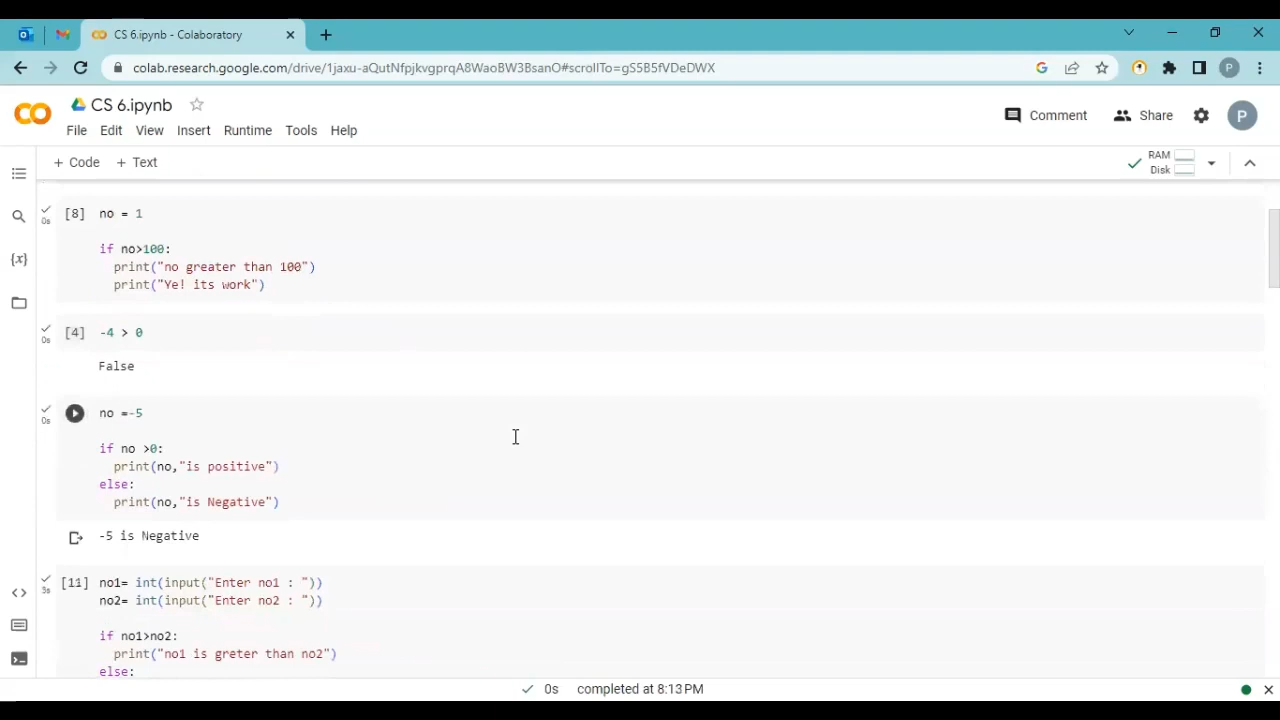 CS 6.ipynb - Colaboratory
colab.research.google.com/drive/1jaxu-aQutNfpjkvgprqA8WaoBW3BsanO#scrollTo=gS5B5fVDeDWX
P
CS 6.ipynb
Comment
Share
P
File Edit View Insert Runtime Tools Help
+ Code + Text
RAM
Disk
[8] no = 1
0s
if no>100:
print("no greater than 100")
print("Ye! its work")
[4] -4 > 0
0s
False
no =-5
0s
if no >0:
print(no,"is positive")
else:
print(no,"is Negative")
-5 is Negative
[11] no1= int(input("Enter no1 : "))
3s
no2= int(input("Enter no2 : "))
if no1>no2:
print("no1 is greter than no2")
else:
0s completed at 8:13 PM